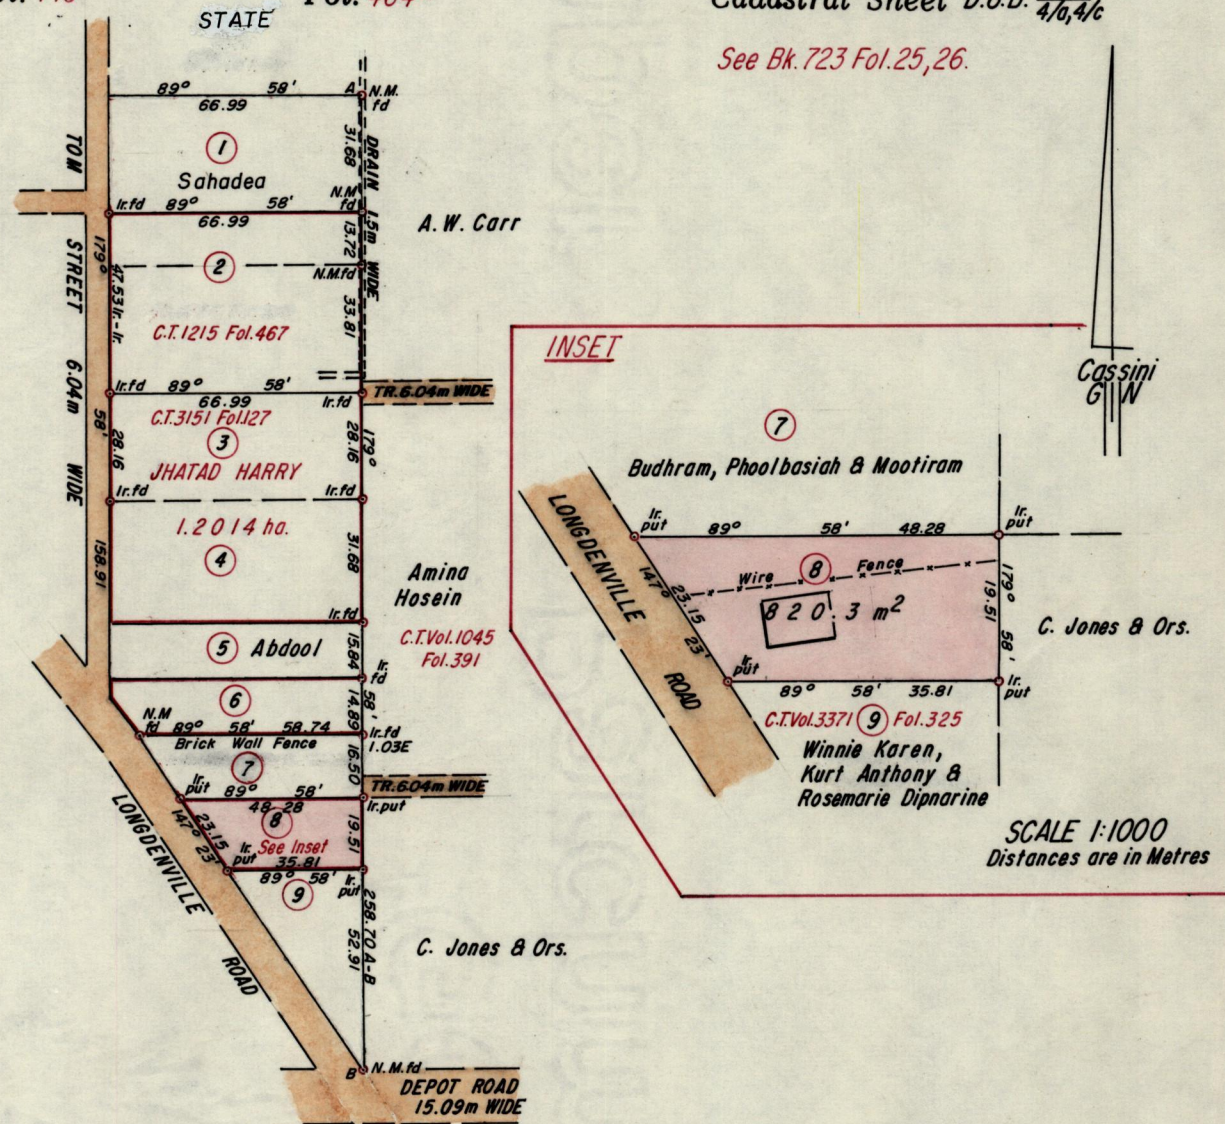 Fol. 464
Cadastral Sheet D.O.D. 4/a,4/c
STATE
See Bk. 723 Fol. 25, 26.
89° 58' A N.M. fd
66.99
TOM
1
31.68
DRAIN 1.5m WIDE
Sahadea
N.M fd
Ir.fd 89° 58'
66.99
A. W. Carr
13.72
179°
STREET
2
N.M.fd
47.53 Ir-Ir.
33.81
C.T. 1215 Fol. 467
INSET
Cassini
G N
6.04m
Ir.fd 89° 58'
66.99
Ir.fd
TR. 6.04m WIDE
C.T. 3151 Fol.127
58'
28.16
3
28.16
179°
JHATAD HARRY
WIDE
Ir.fd
Ir.fd
1.2014 ha.
158.91
4
31.68
Amina
Hosein
Ir.fd
C.T. Vol. 1045
Fol. 391
5 Abdool
15.84
Ir. fd
6
14.89
58'
N.M fd 89° 58' 58.74
Ir.fd
1.03E
Brick Wall Fence
7
16.50
TR. 6.04m WIDE
Ir. put 89° 58'
48.28
Ir.put
LONGDENVILLE
147° 23'
23.15
8
See Inset
19.51
Ir. put 35.81
89° 58'
Ir. put
9
258.70 A-B
52.91
C. Jones & Ors.
ROAD
B N.M.fd
DEPOT ROAD
15.09m WIDE
7
Budhram, Phoolbasiah & Mootiram
LONGDENVILLE
ROAD
Ir. put 89° 58' 48.28 Ir. put
147° 23.15 23'
Wire 8 Fence
820.3 m²
179° 58'
19.51
C. Jones & Ors.
Ir. put
89° 58' 35.81
Ir. put
C.T. Vol. 3371 9 Fol. 325
Winnie Karen,
Kurt Anthony &
Rosemarie Dipnarine
SCALE 1:1000
Distances are in Metres